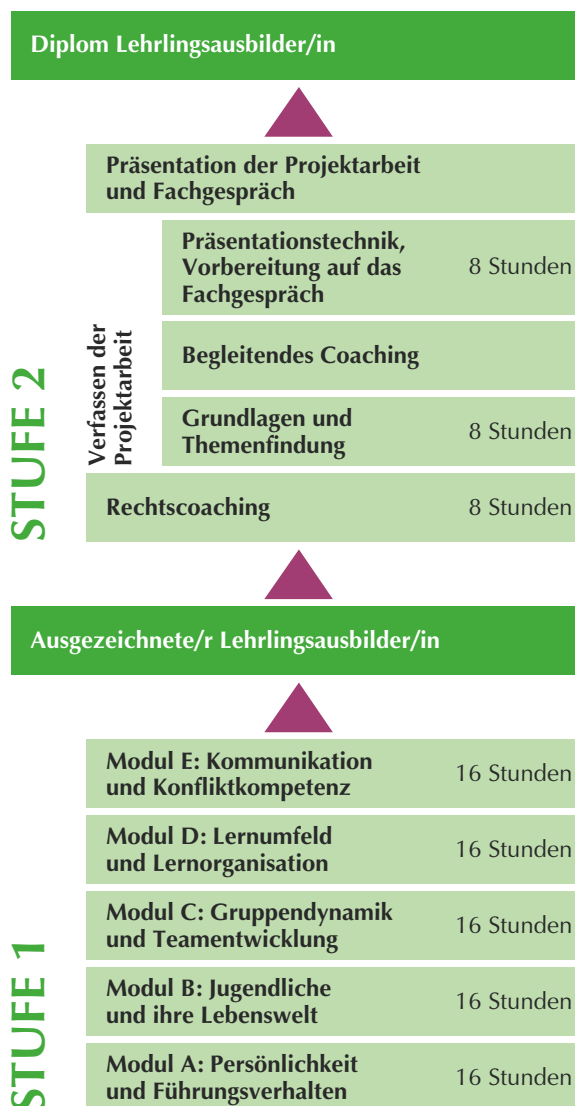 Diplom Lehrlingsausbilder/in
Präsentation der Projektarbeit
und Fachgespräch
Präsentationstechnik,
Vorbereitung auf das
Fachgespräch
8 Stunden
Begleitendes Coaching
Grundlagen und
Themenfindung
8 Stunden
Verfassen der
Projektarbeit
Rechtscoaching
8 Stunden
STUFE 2
Ausgezeichnete/r Lehrlingsausbilder/in
Modul E: Kommunikation
und Konfliktkompetenz
16 Stunden
Modul D: Lernumfeld
und Lernorganisation
16 Stunden
Modul C: Gruppendynamik
und Teamentwicklung
16 Stunden
Modul B: Jugendliche
und ihre Lebenswelt
16 Stunden
Modul A: Persönlichkeit
und Führungsverhalten
16 Stunden
STUFE 1